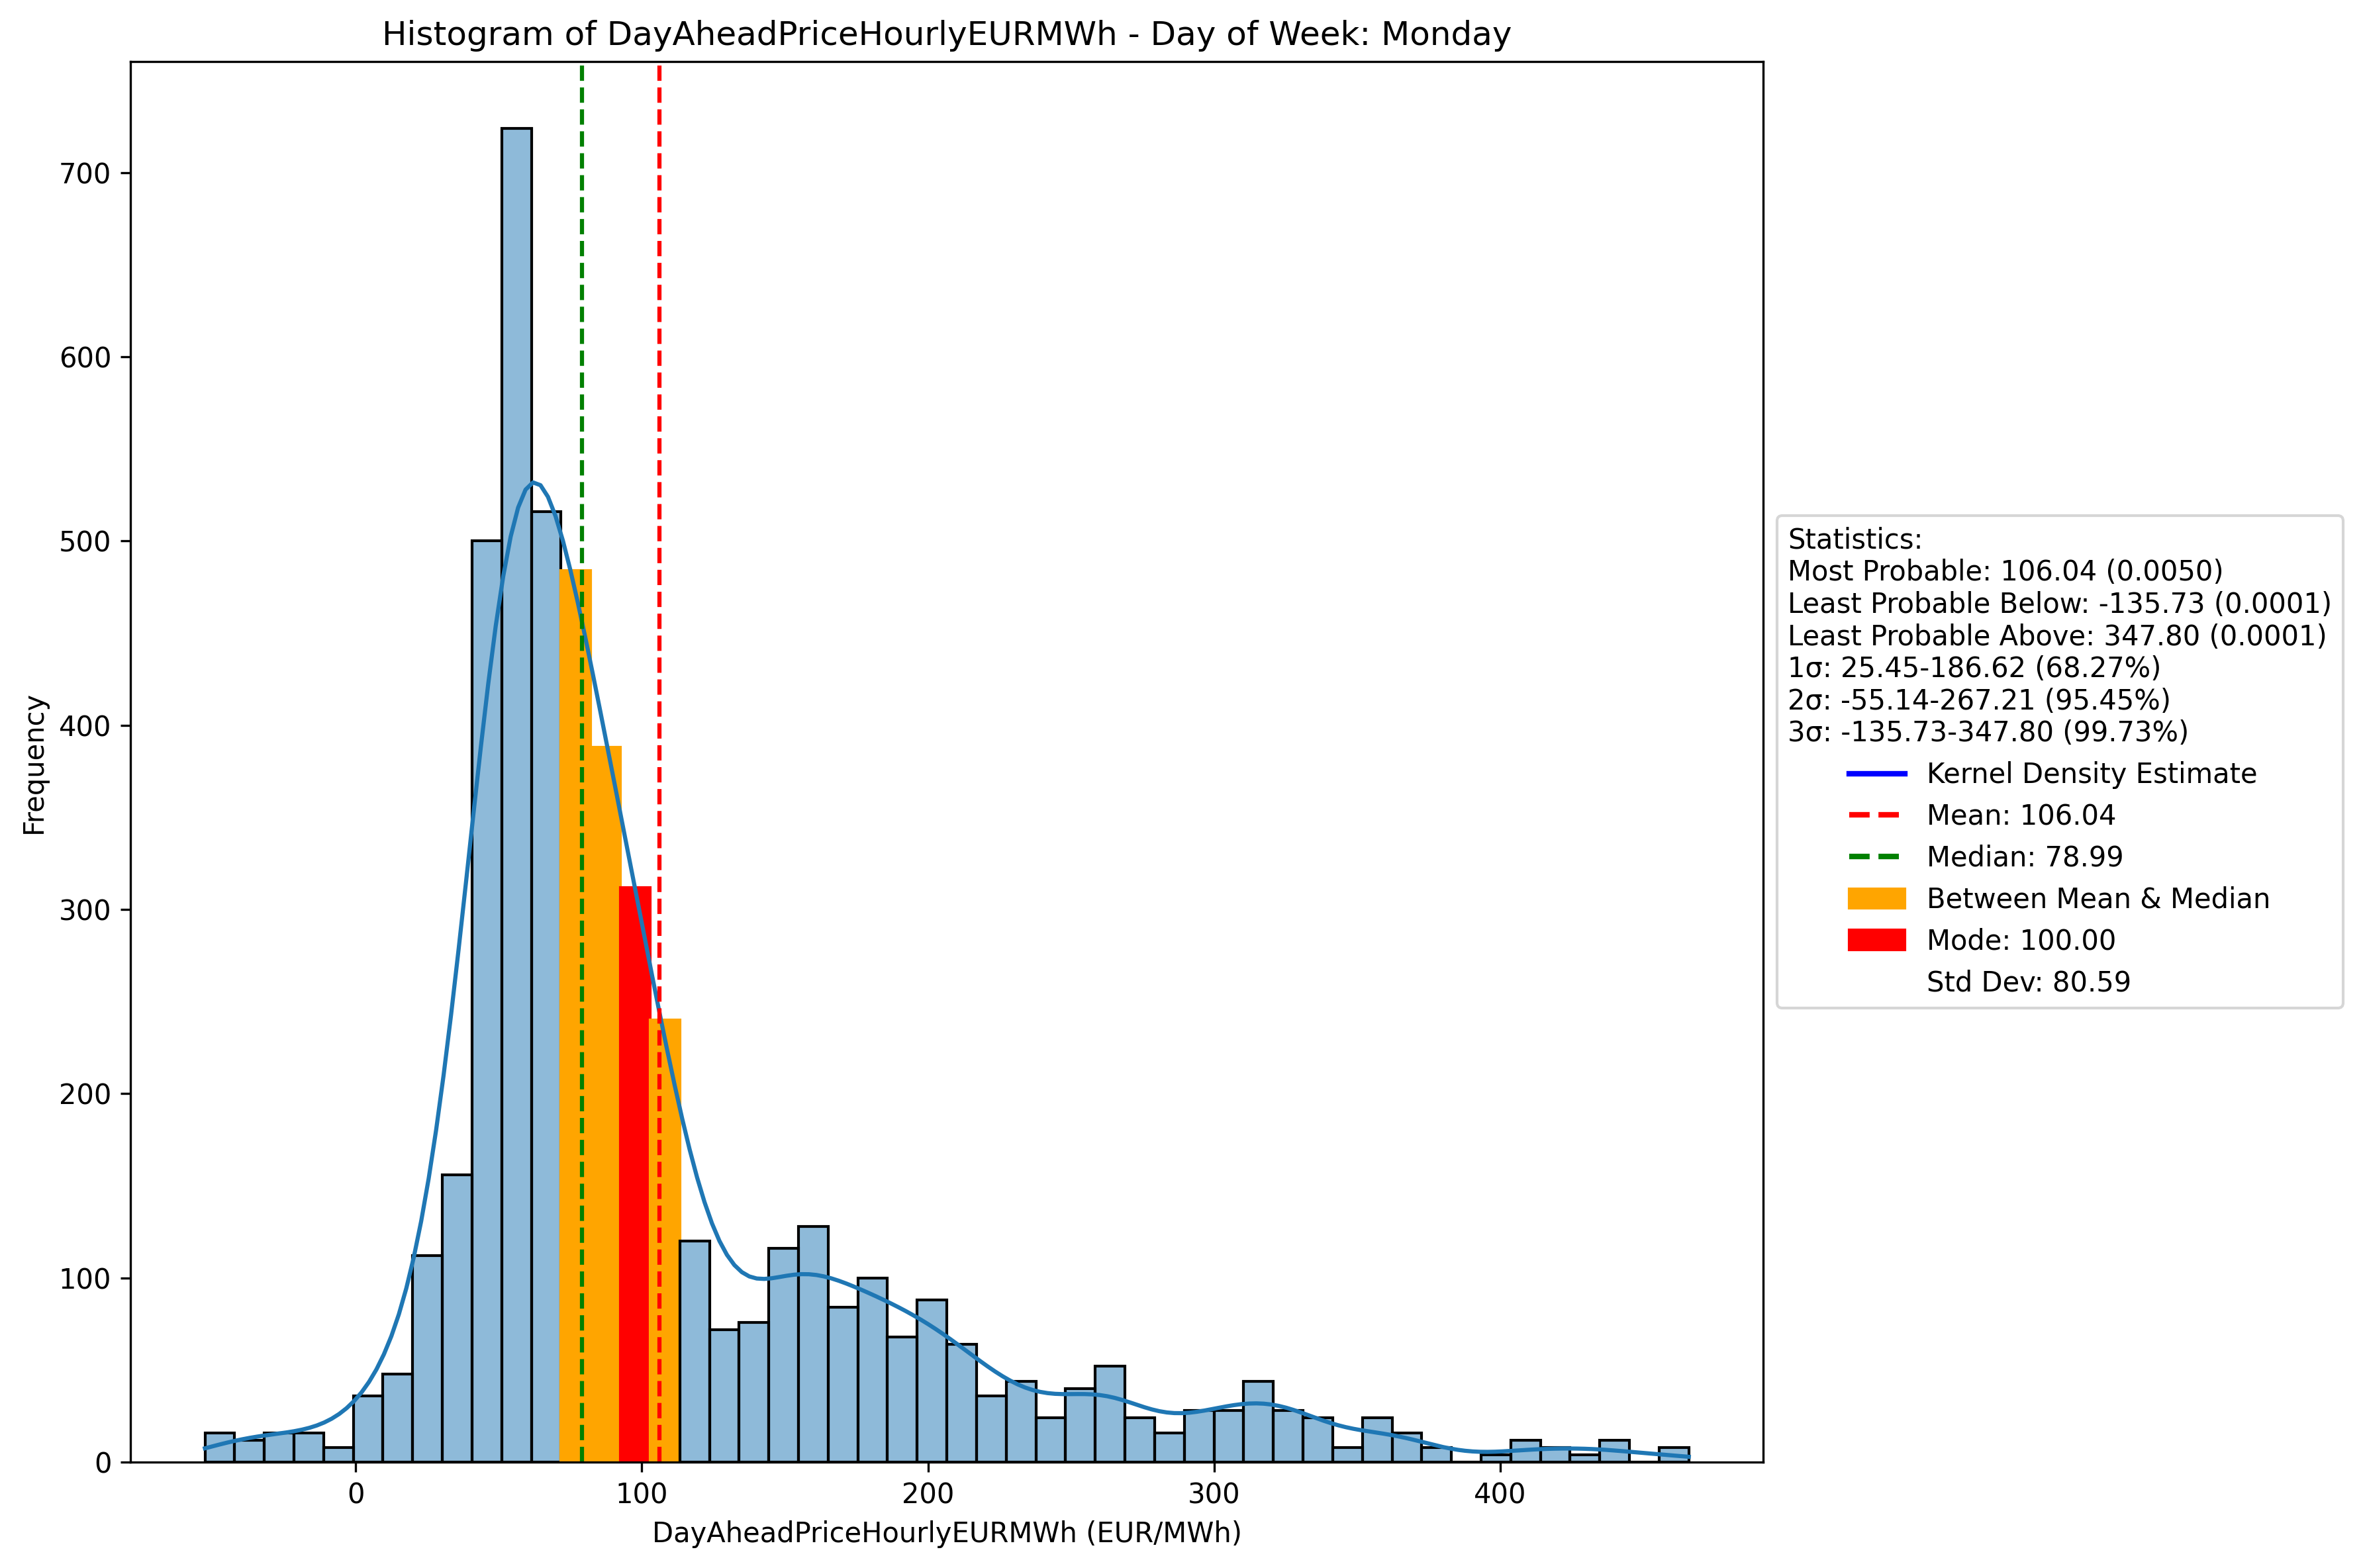 Histogram of DayAheadPriceHourlyEURMWh - Day of Week: Monday
700
600
500
400
300
200
100
0
Frequency
0
100
200
300
400
DayAheadPriceHourlyEURMWh (EUR/MWh)
Statistics:
Most Probable: 106.04 (0.0050)
Least Probable Below: -135.73 (0.0001)
Least Probable Above: 347.80 (0.0001)
1σ: 25.45-186.62 (68.27%)
2σ: -55.14-267.21 (95.45%)
3σ: -135.73-347.80 (99.73%)
Kernel Density Estimate
Mean: 106.04
Median: 78.99
Between Mean & Median
Mode: 100.00
Std Dev: 80.59